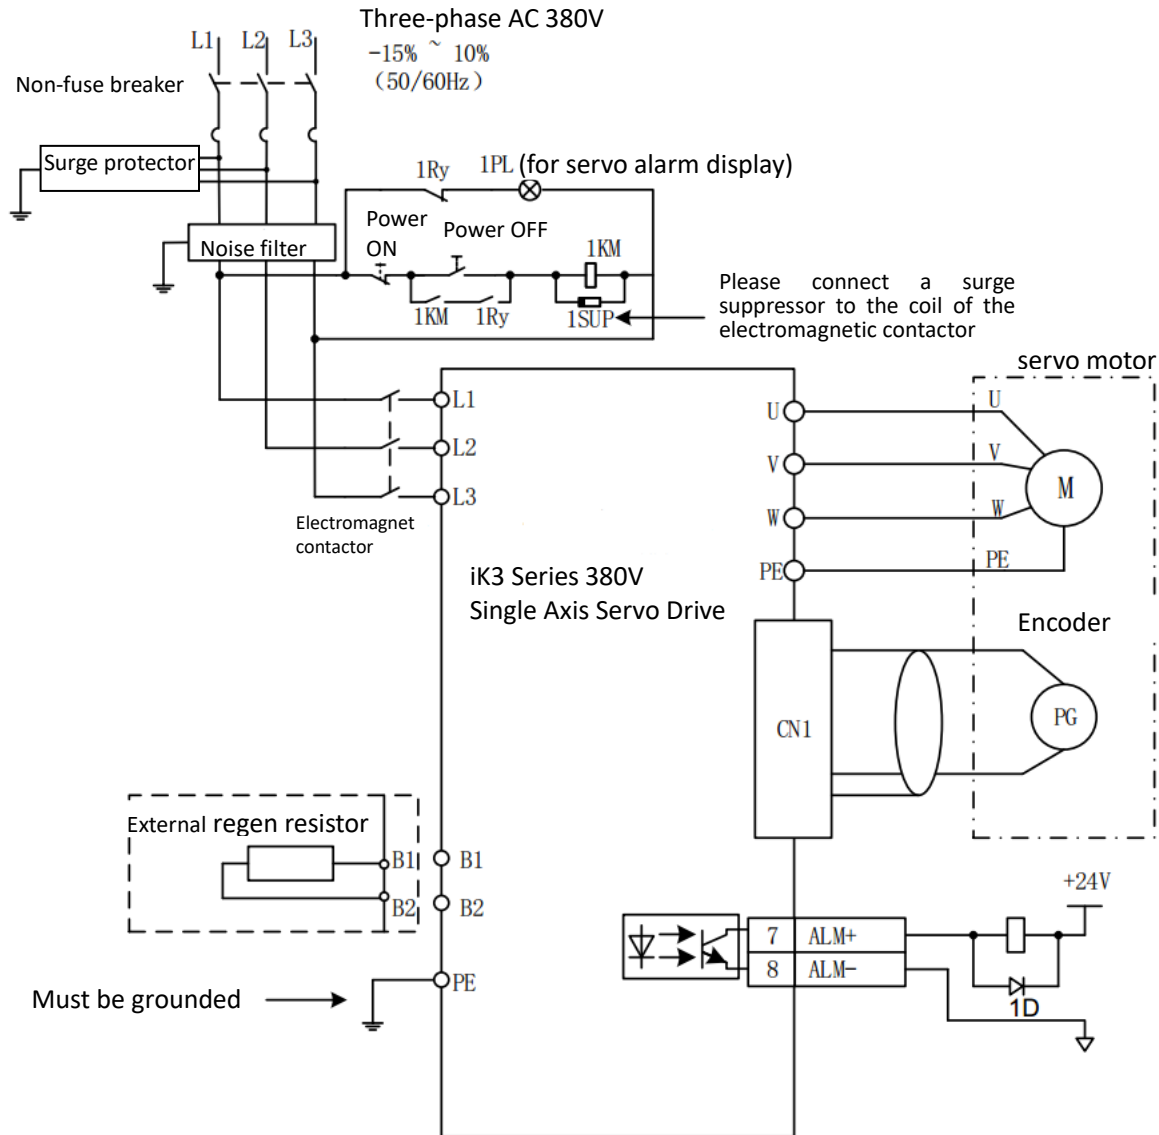 Three-phase AC 380V
-15% ~ 10%
(50/60Hz)
L1 L2 L3
Non-fuse breaker
Surge protector
1Ry 1PL (for servo alarm display)
Power
ON
Power OFF
Noise filter
1KM
1KM 1Ry 1SUP
Please connect a surge
suppressor to the coil of the
electromagnetic contactor
servo motor
L1
L2
L3
Electromagnet
contactor
U
V
W
PE
U
V
W
PE
M
iK3 Series 380V
Single Axis Servo Drive
Encoder
CN1
PG
External regen resistor
B1
B2
B1
B2
PE
Must be grounded
+24V
7 ALM+
8 ALM-
1D